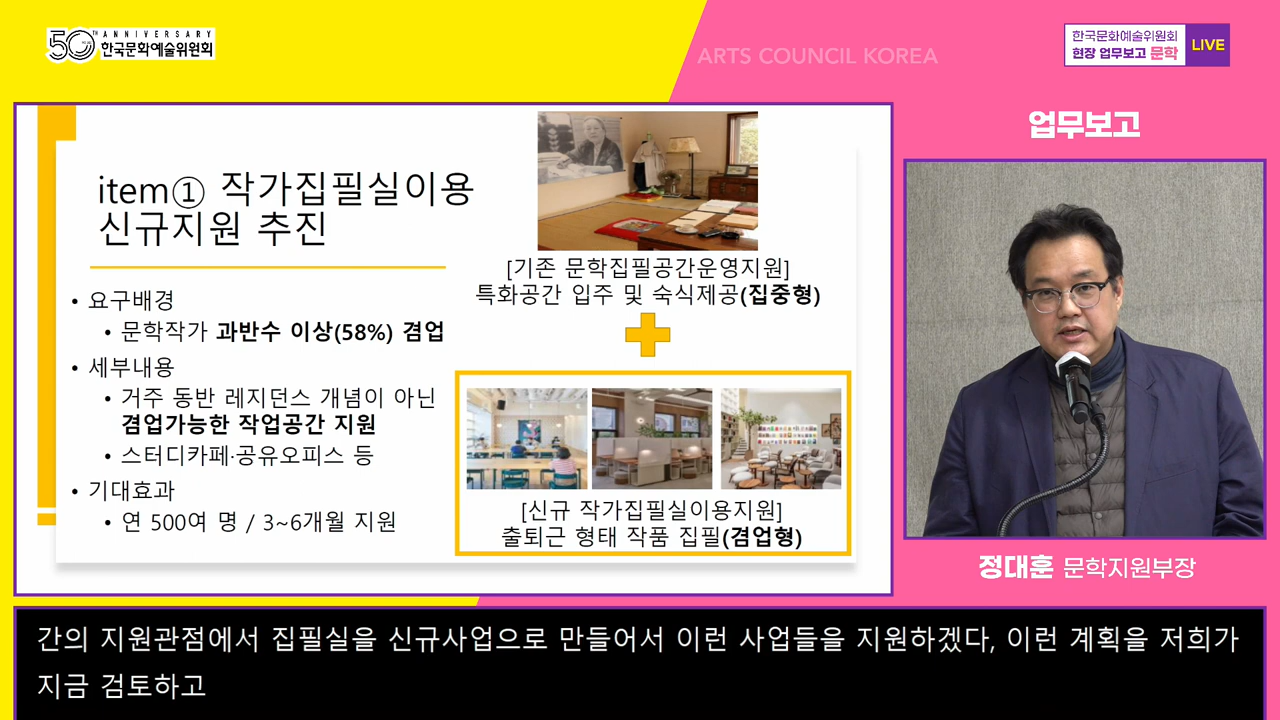 50TH ANNIVERSARY
한국문화예술위원회
ARTS COUNCIL KOREA
한국문화예술위원회
현장 업무보고 문학
LIVE
item① 작가집필실이용
신규지원 추진
• 요구배경
• 문학작가 과반수 이상(58%) 겸업
• 세부내용
• 거주 동반 레지던스 개념이 아닌
겸업가능한 작업공간 지원
• 스터디카페·공유오피스 등
• 기대효과
• 연 500여 명 / 3~6개월 지원
[기존 문학집필공간운영지원]
특화공간 입주 및 숙식제공(집중형)
[신규 작가집필실이용지원]
출퇴근 형태 작품 집필(겸업형)
업무보고
정대훈 문학지원부장
간의 지원관점에서 집필실을 신규사업으로 만들어서 이런 사업들을 지원하겠다, 이런 계획을 저희가
지금 검토하고